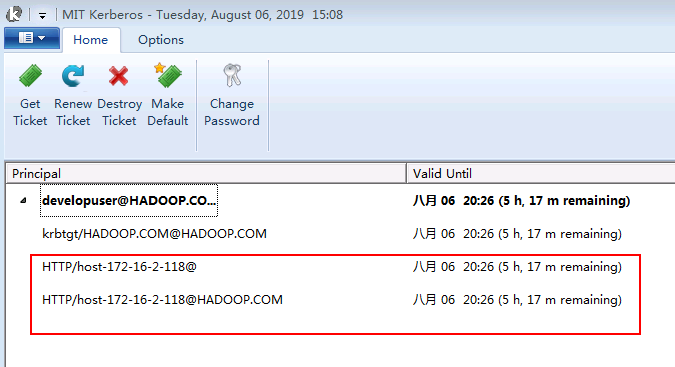 MIT Kerberos - Tuesday, August 06, 2019  15:08
Home Options
Get Ticket
Renew Ticket
Destroy Ticket
Make Default
Change Password
Principal Valid Until
developuser@HADOOP.CO... 八月 06  20:26 (5 h, 17 m remaining)
krbtgt/HADOOP.COM@HADOOP.COM 八月 06  20:26 (5 h, 17 m remaining)
HTTP/host-172-16-2-118@ 八月 06  20:26 (5 h, 17 m remaining)
HTTP/host-172-16-2-118@HADOOP.COM 八月 06  20:26 (5 h, 17 m remaining)